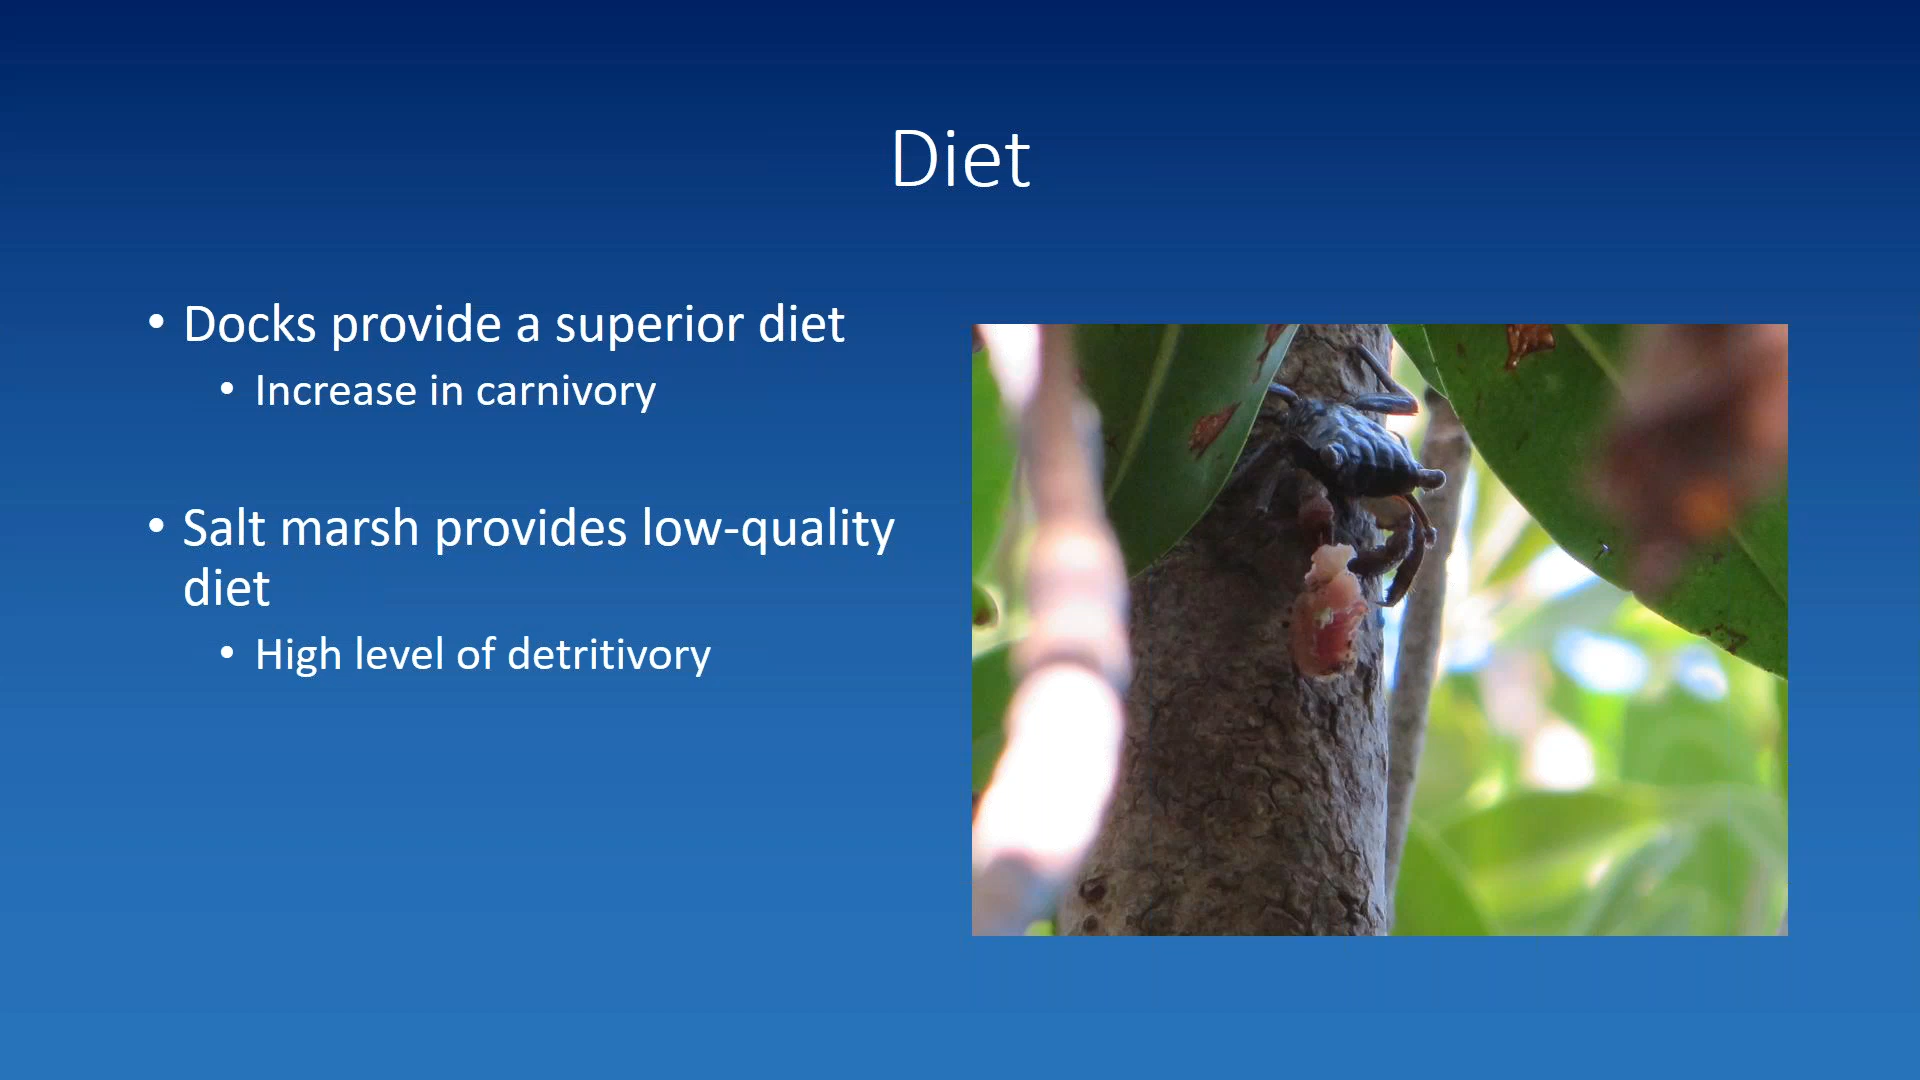 Diet
• Docks provide a superior diet
• Increase in carnivory
• Salt marsh provides low-quality
diet
• High level of detritivory